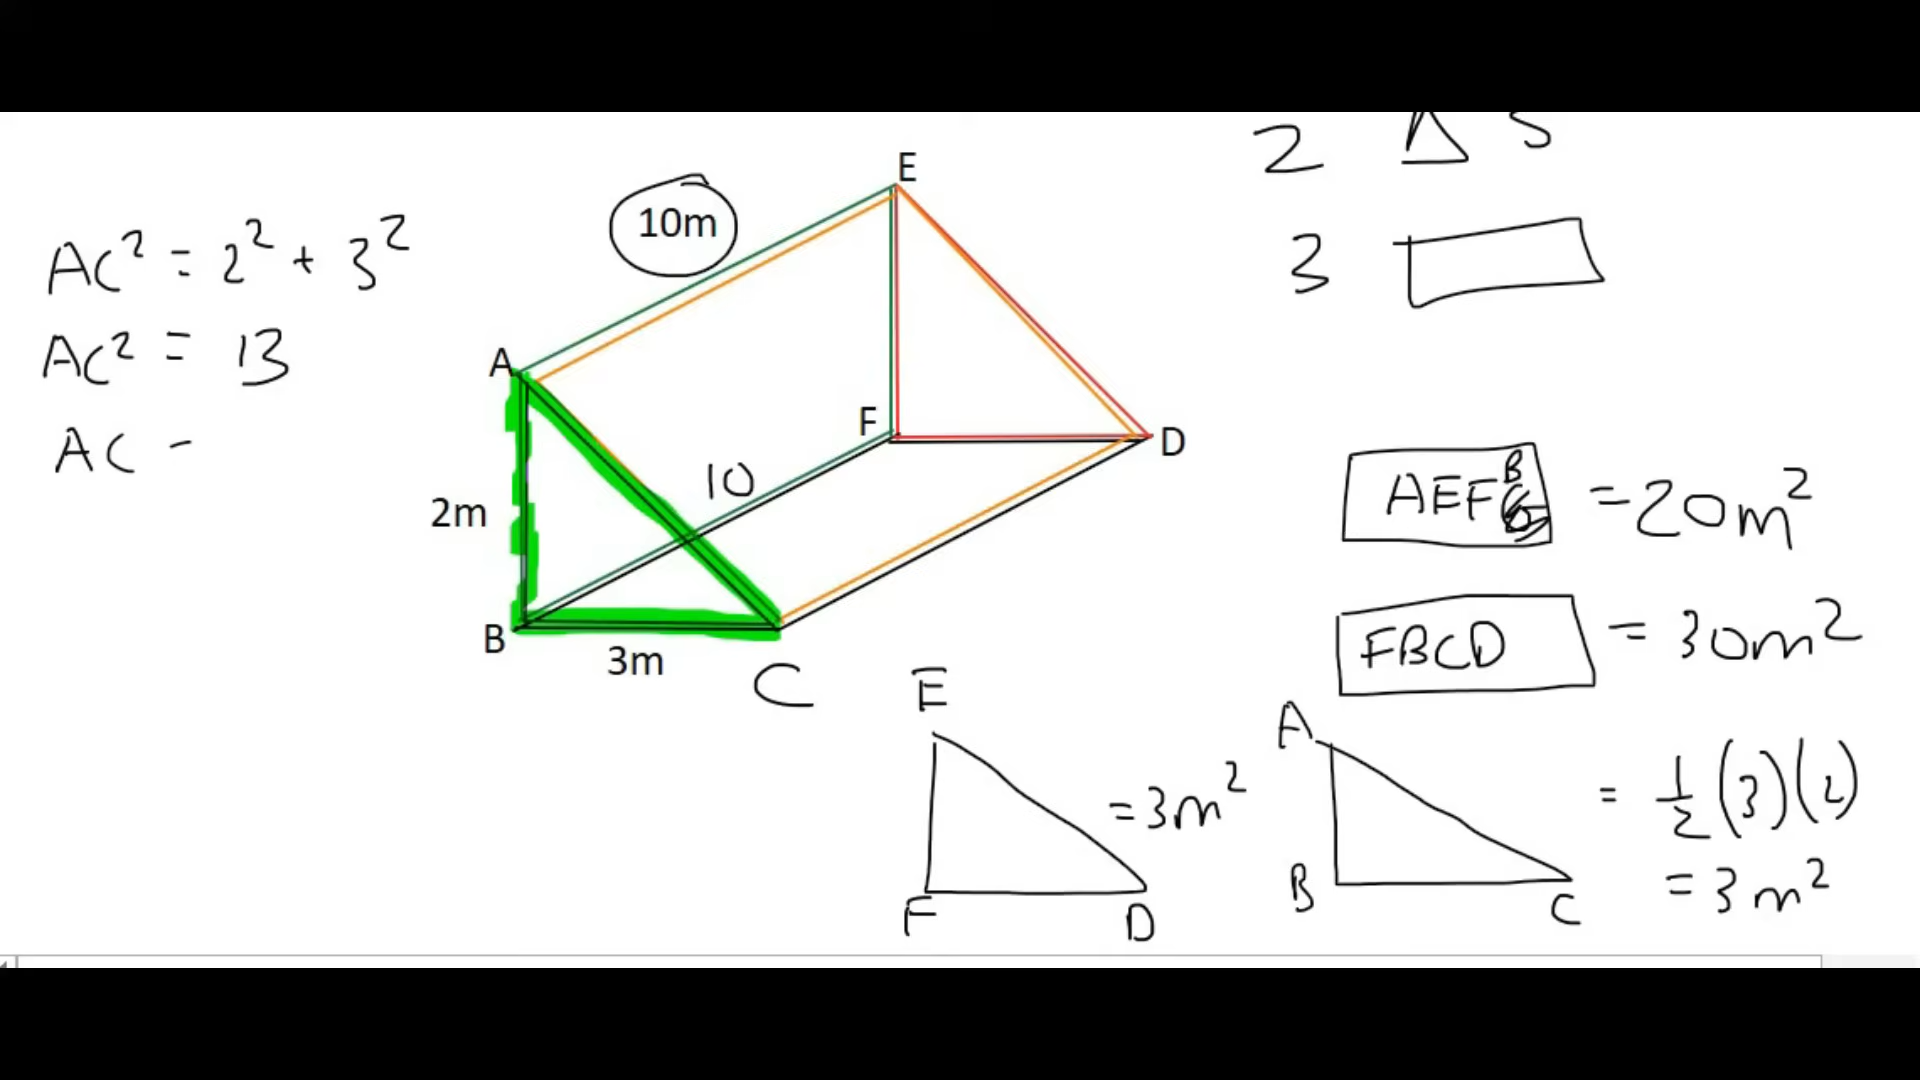 AC² = 2² + 3²
AC² = 13
AC -
E
10m
A
F
D
10
2m
B
3m
C
2 Δ s
3
AEFB = 20m²
FBCD = 30m²
E
F
D
= 3m²
A
B
C
= 1/2 (3)(2)
= 3m²